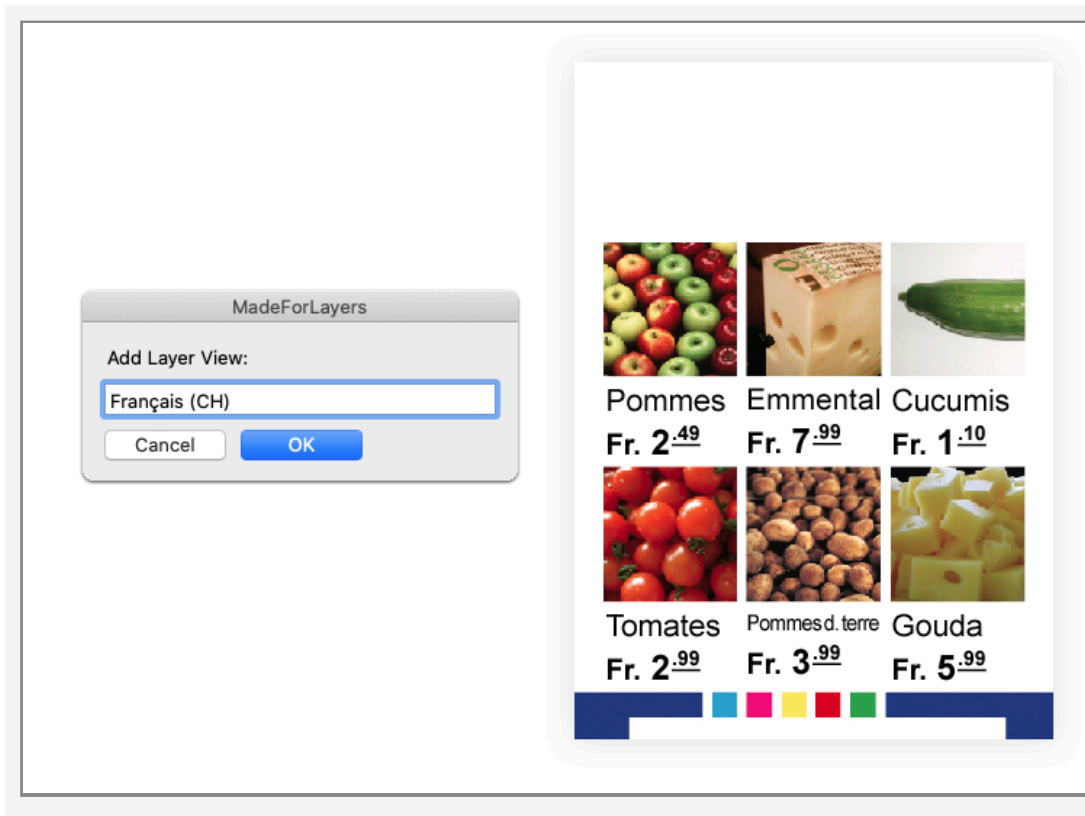 MadeForLayers
Add Layer View:
Français (CH)
Cancel OK
Pommes Emmental Cucumis
Fr. 2.49 Fr. 7.99 Fr. 1.10
Tomates Pommes d. terre Gouda
Fr. 2.99 Fr. 3.99 Fr. 5.99